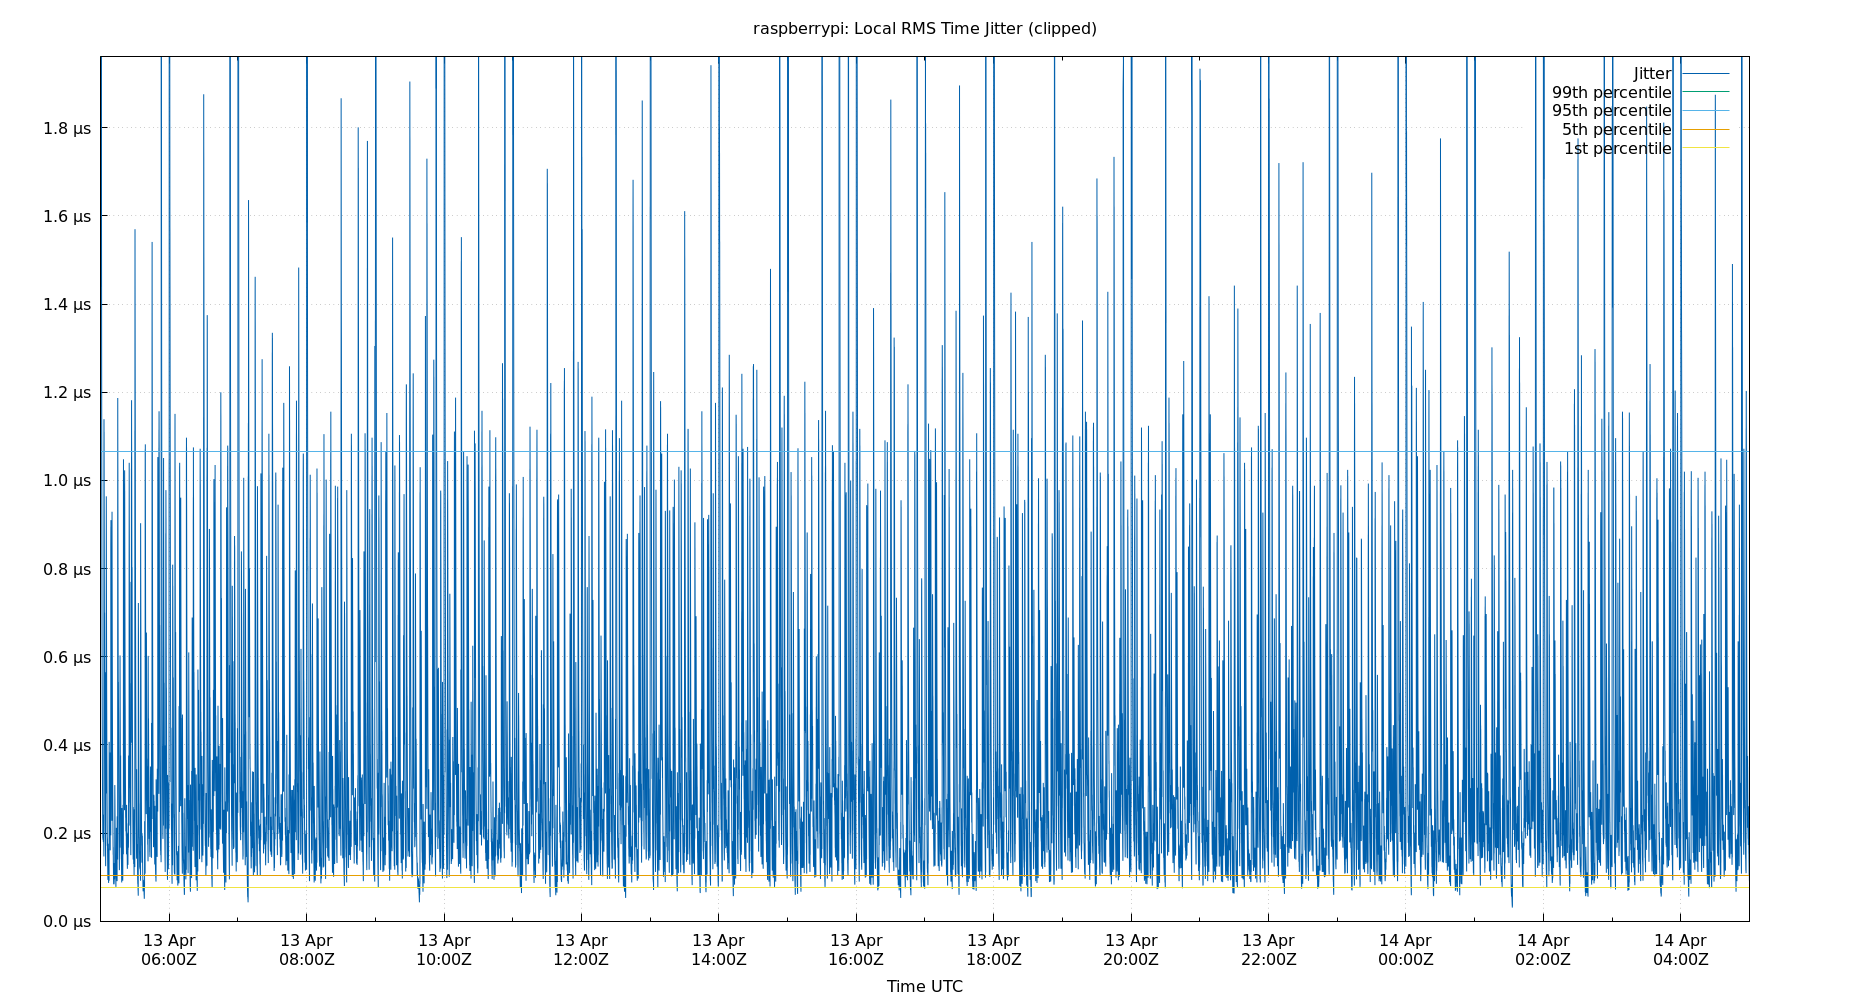 raspberrypi: Local RMS Time Jitter (clipped)
Jitter
99th percentile
95th percentile
5th percentile
1st percentile
1.8 µs
1.6 µs
1.4 µs
1.2 µs
1.0 µs
0.8 µs
0.6 µs
0.4 µs
0.2 µs
0.0 µs
13 Apr 13 Apr 13 Apr 13 Apr 13 Apr 13 Apr 13 Apr 13 Apr 13 Apr 14 Apr 14 Apr 14 Apr
06:00Z 08:00Z 10:00Z 12:00Z 14:00Z 16:00Z 18:00Z 20:00Z 22:00Z 00:00Z 02:00Z 04:00Z
Time UTC